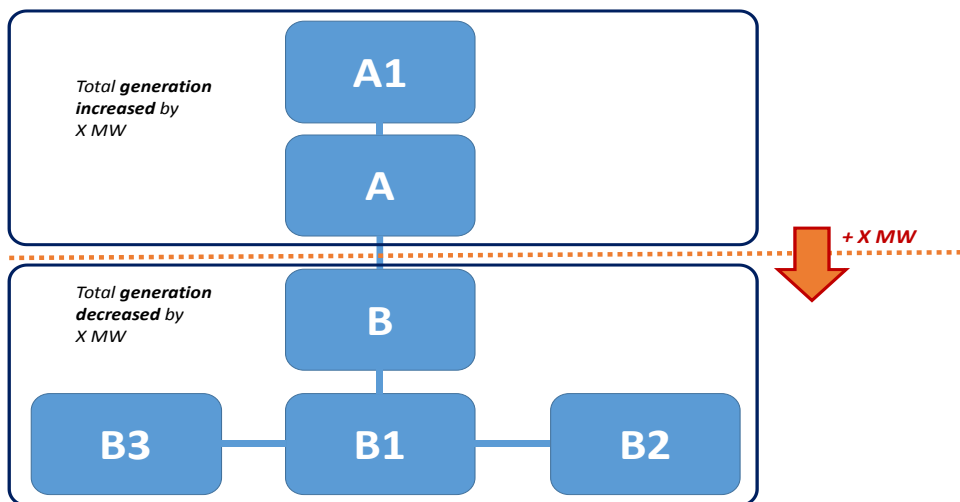 A1
Total generation
increased by
X MW
A
+ X MW
Total generation
decreased by
X MW
B
B3
B1
B2